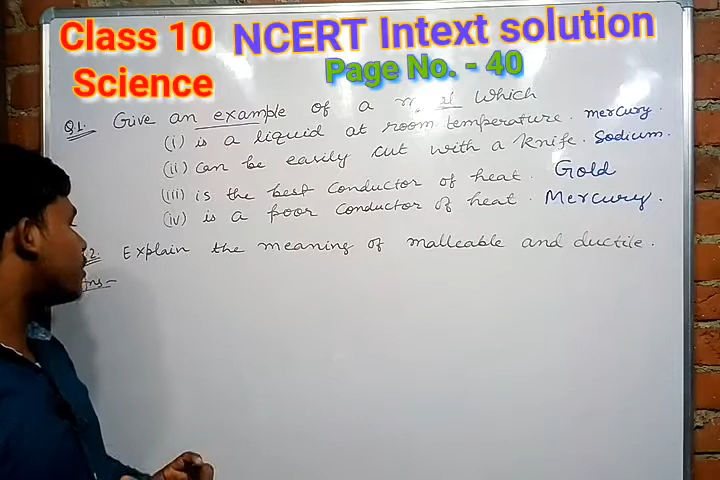 Class 10 NCERT Intext solution
Science Page No. - 40
Q1. Give an example of a which
(i) is a liquid at room temperature. mercury.
(ii) can be easily cut with a knife. Sodium.
(iii) is the best conductor of heat. Gold
(iv) is a poor conductor of heat. Mercury.
2. Explain the meaning of malleable and ductile.
Ans-